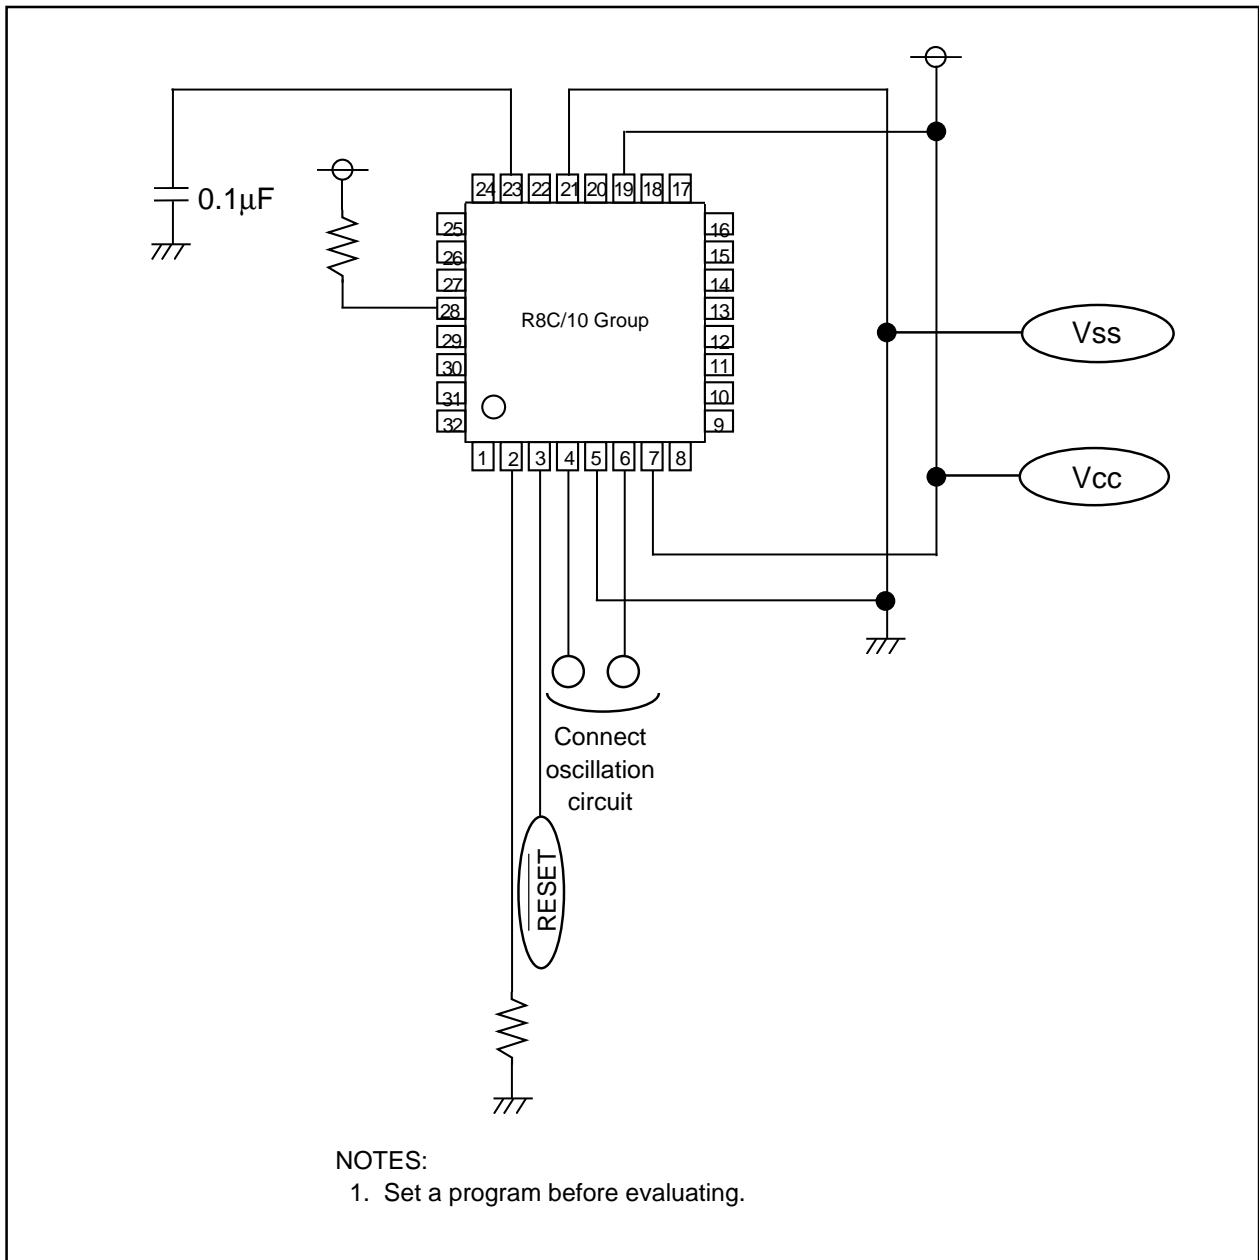 0.1µF
24 23 22 21 20 19 18 17
25
26
27
28
29
30
31
32
R8C/10 Group
16
15
14
13
12
11
10
9
1 2 3 4 5 6 7 8
Vss
Vcc
Connect
oscillation
circuit
RESET
NOTES:
1. Set a program before evaluating.